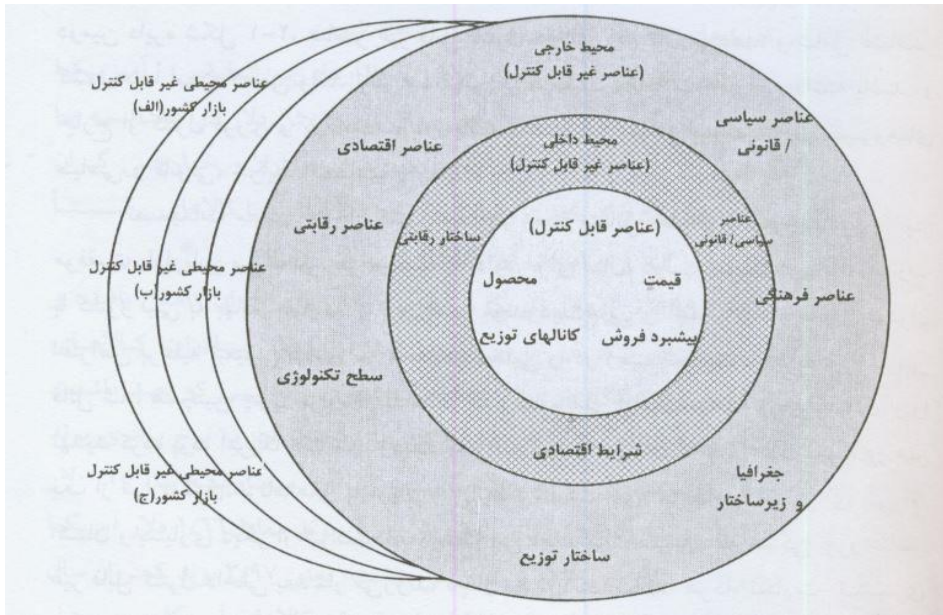 محیط خارجی
(عناصر غیر قابل کنترل)
عناصر سیاسی
/ قانونی
عناصر فرهنگی
جغرافیا
و زیرساختار
ساختار توزیع
سطح تکنولوژی
عناصر رقابتی
عناصر اقتصادی
محیط داخلی
(عناصر غیر قابل کنترل)
عناصر
سیاسی/ قانونی
شرایط اقتصادی
ساختار رقابتی
(عناصر قابل کنترل)
قیمت
محصول
پیشبرد فروش
کانالهای توزیع
عناصر محیطی غیر قابل کنترل
بازار کشور(الف)
عناصر محیطی غیر قابل کنترل
بازار کشور(ب)
عناصر محیطی غیر قابل کنترل
بازار کشور(ج)